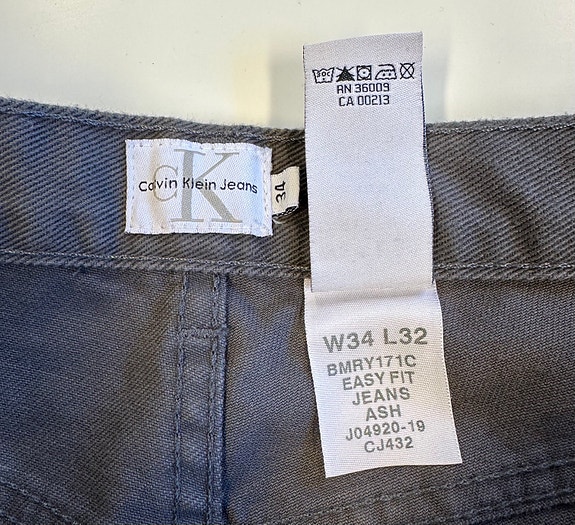 CK
Calvin Klein Jeans
34
30C
RN 36009
CA 00213
W34 L32
BMRY171C
EASY FIT
JEANS
ASH
J04920-19
CJ432